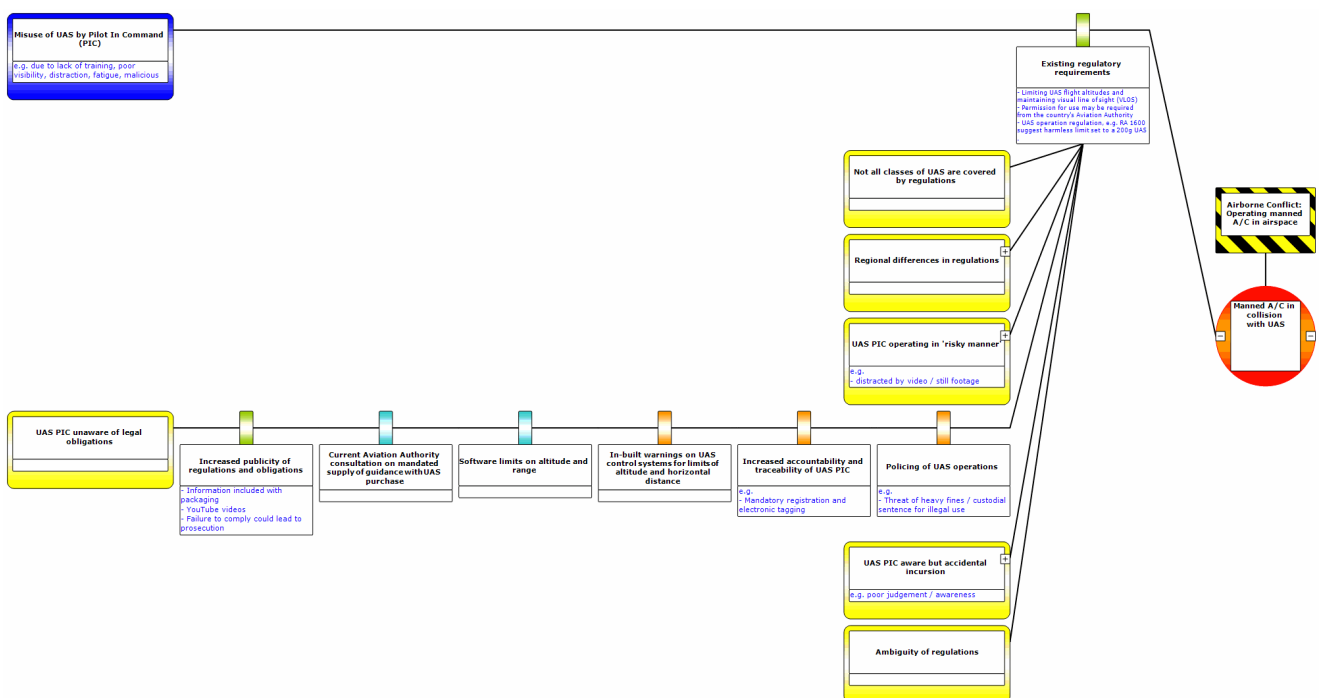 Misuse of UAS by Pilot In Command
(PIC)
e.g. due to lack of training, poor
visibility, distraction, fatigue, malicious
Existing regulatory
requirements
- Limiting UAS flight altitudes and
maintaining visual line of sight (VLOS)
- Permission for use may be required
from the country's Aviation Authority
- UAS operation regulation, e.g. RA 1600
suggest harmless limit set to a 200g UAS
.
Not all classes of UAS are covered
by regulations
Regional differences in regulations
UAS PIC operating in 'risky manner'
e.g.
- distracted by video / still footage
Airborne Conflict:
Operating manned
A/C in airspace
Manned A/C in
collision
with UAS
UAS PIC unaware of legal
obligations
Increased publicity of
regulations and obligations
- Information included with
packaging
- YouTube videos
- Failure to comply could lead to
prosecution
Current Aviation Authority
consultation on mandated
supply of guidance with UAS
purchase
Software limits on altitude and
range
In-built warnings on UAS
control systems for limits of
altitude and horizontal
distance
Increased accountability and
traceability of UAS PIC
e.g.
- Mandatory registration and
electronic tagging
Policing of UAS operations
e.g.
- Threat of heavy fines / custodial
sentence for illegal use
UAS PIC aware but accidental
incursion
e.g. poor judgement / awareness
Ambiguity of regulations